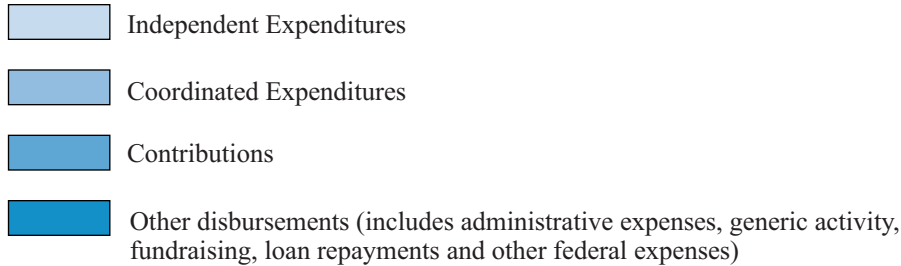 Independent Expenditures
Coordinated Expenditures
Contributions
Other disbursements (includes administrative expenses, generic activity,
fundraising, loan repayments and other federal expenses)